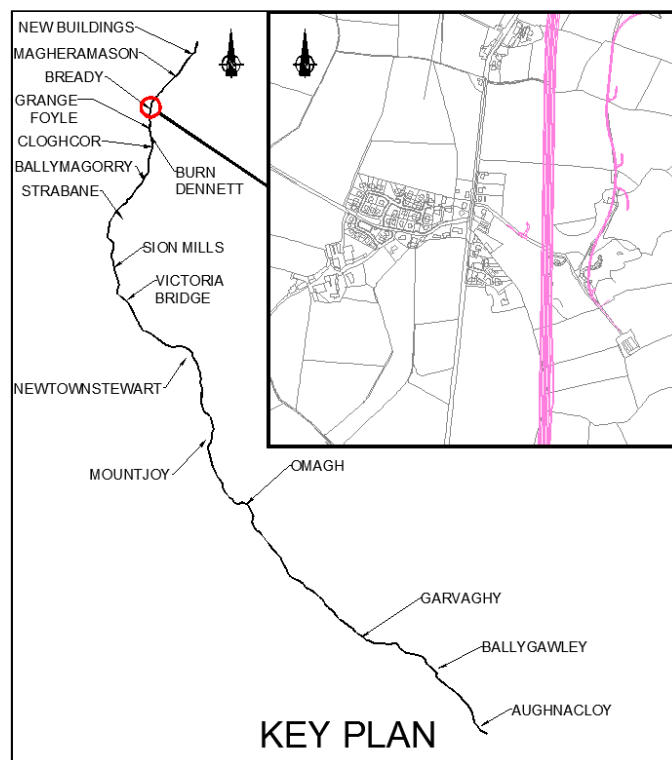 NEW BUILDINGS
MAGHERAMASON
BREADY
GRANGE
FOYLE
CLOGHCOR
BURN
DENNETT
BALLYMAGORRY
STRABANE
SION MILLS
VICTORIA
BRIDGE
NEWTOWNSTEWART
MOUNTJOY
OMAGH
GARVAGHY
BALLYGAWLEY
AUGHNACLOY
KEY PLAN